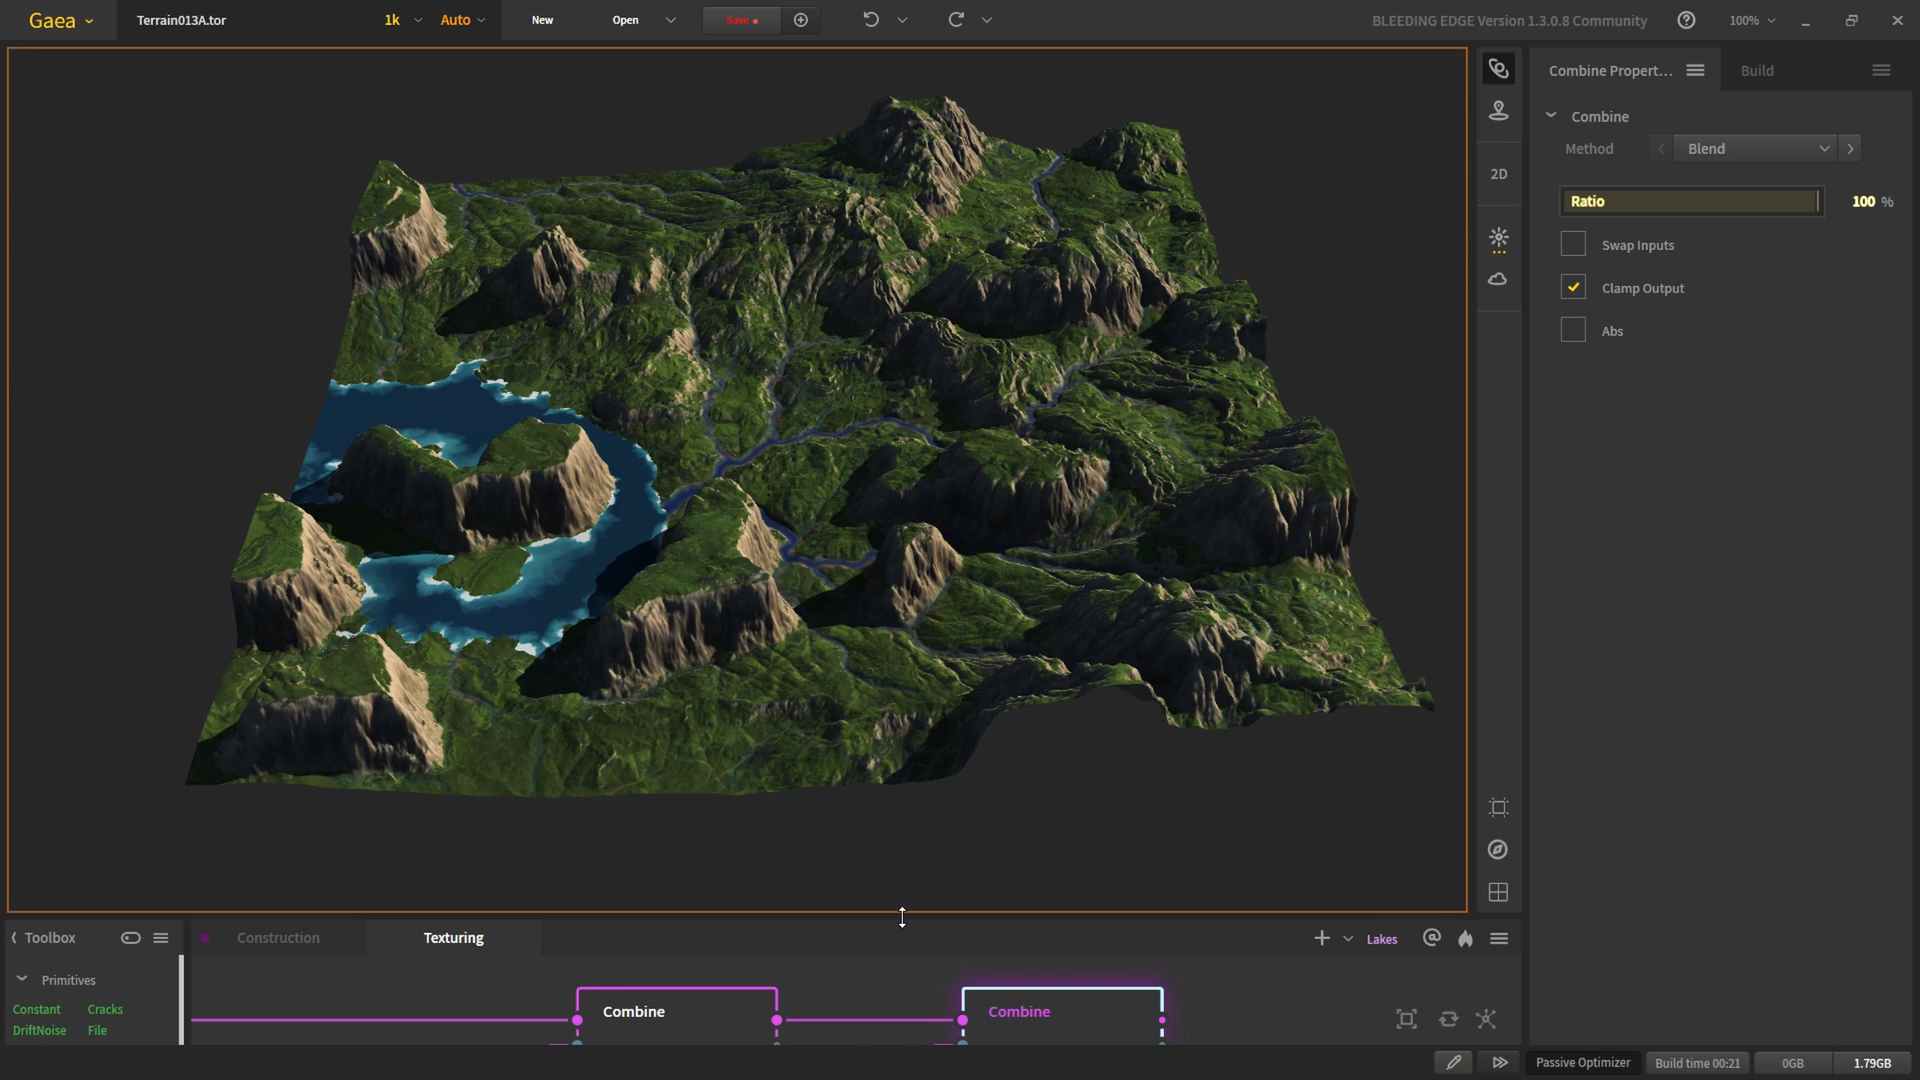 Gaea
Terrain013A.tor
1k
Auto
New
Open
Save
BLEEDING EDGE Version 1.3.0.8 Community
100%
Combine Propert...
Build
Combine
Method
Blend
Ratio
100 %
Swap Inputs
Clamp Output
Abs
2D
Toolbox
Construction
Texturing
Lakes
Primitives
Constant
Cracks
DriftNoise
File
Combine
Combine
Passive Optimizer
Build time 00:21
0GB
1.79GB